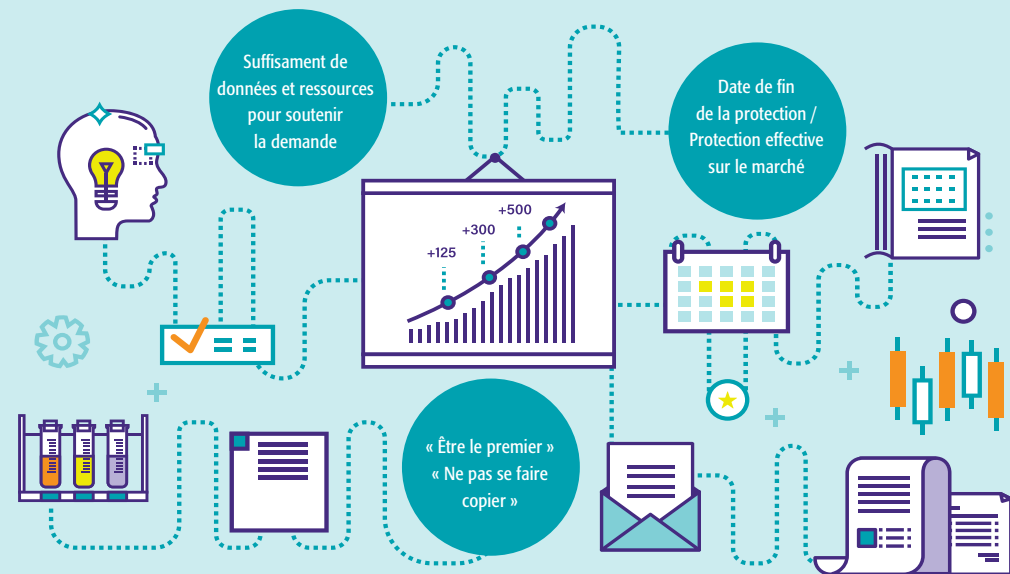 Suffisament de
données et ressources
pour soutenir
la demande
Date de fin
de la protection /
Protection effective
sur le marché
+500
+300
+125
« Être le premier »
« Ne pas se faire
copier »